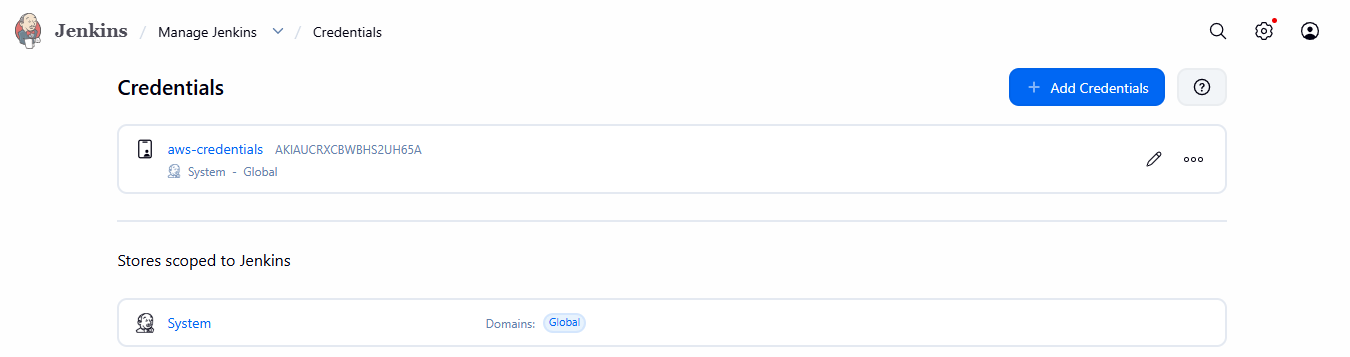 Jenkins / Manage Jenkins / Credentials
Credentials
+ Add Credentials
aws-credentials AKIAUCRXCBWBHS2UH65A
System - Global
Stores scoped to Jenkins
System Domains: Global